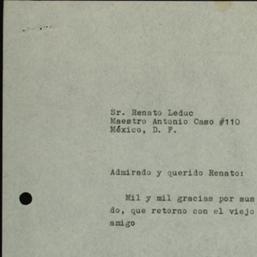 Sr. Renato Leduc
Maestro Antonio Caso #110
México, D. F.
Admirado y querido Renato:
Mil y mil gracias por sus
do, que retorno con el viejo
amigo